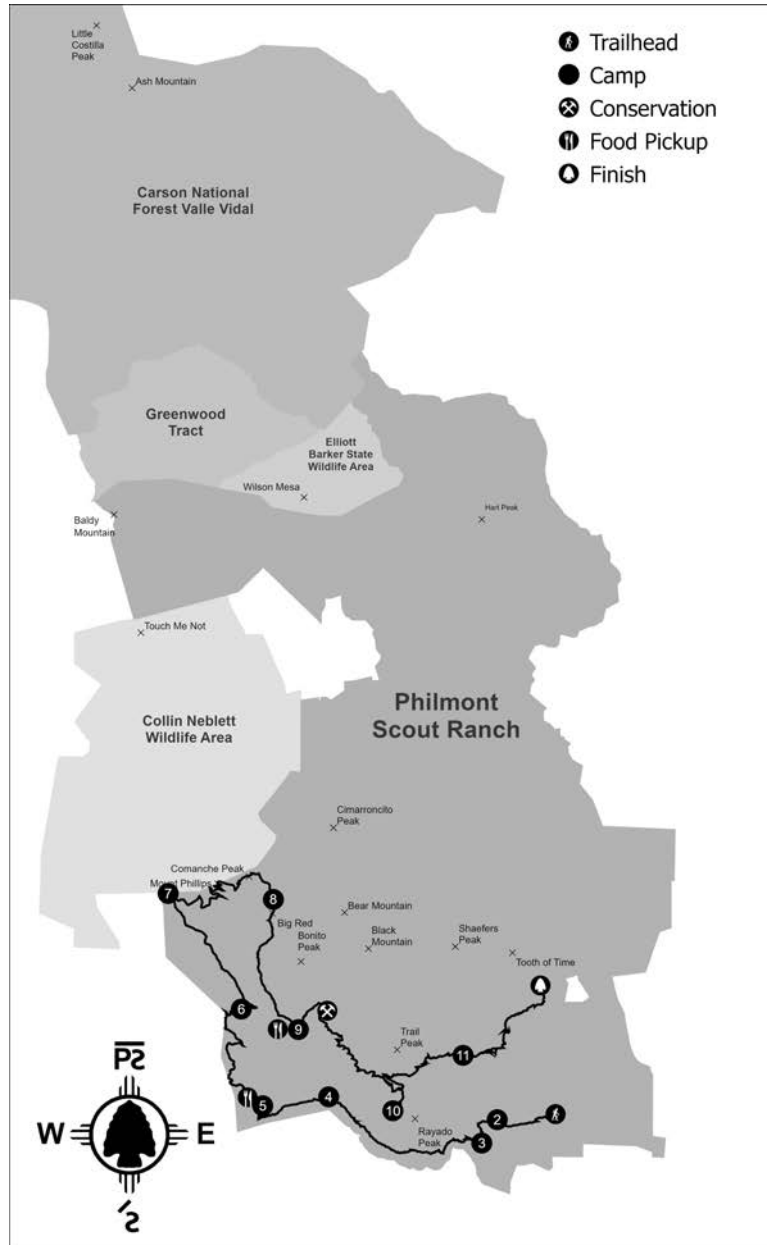 Little
Costilla
Peak
Ash Mountain
Trailhead
Camp
Conservation
Food Pickup
Finish
Carson National
Forest Valle Vidal
Greenwood
Tract
Elliott
Barker State
Wildlife Area
Wilson Mesa
Baldy
Mountain
Hart Peak
Touch Me Not
Collin Neblett
Wildlife Area
Philmont
Scout Ranch
Cimarroncito
Peak
Comanche Peak
Mount Phillips
7
8
Big Red
Bonito
Peak
Bear Mountain
Black
Mountain
Shaefers
Peak
Tooth of Time
6
9
Trail
Peak
11
5
4
10
Rayado
Peak
2
3
W
E